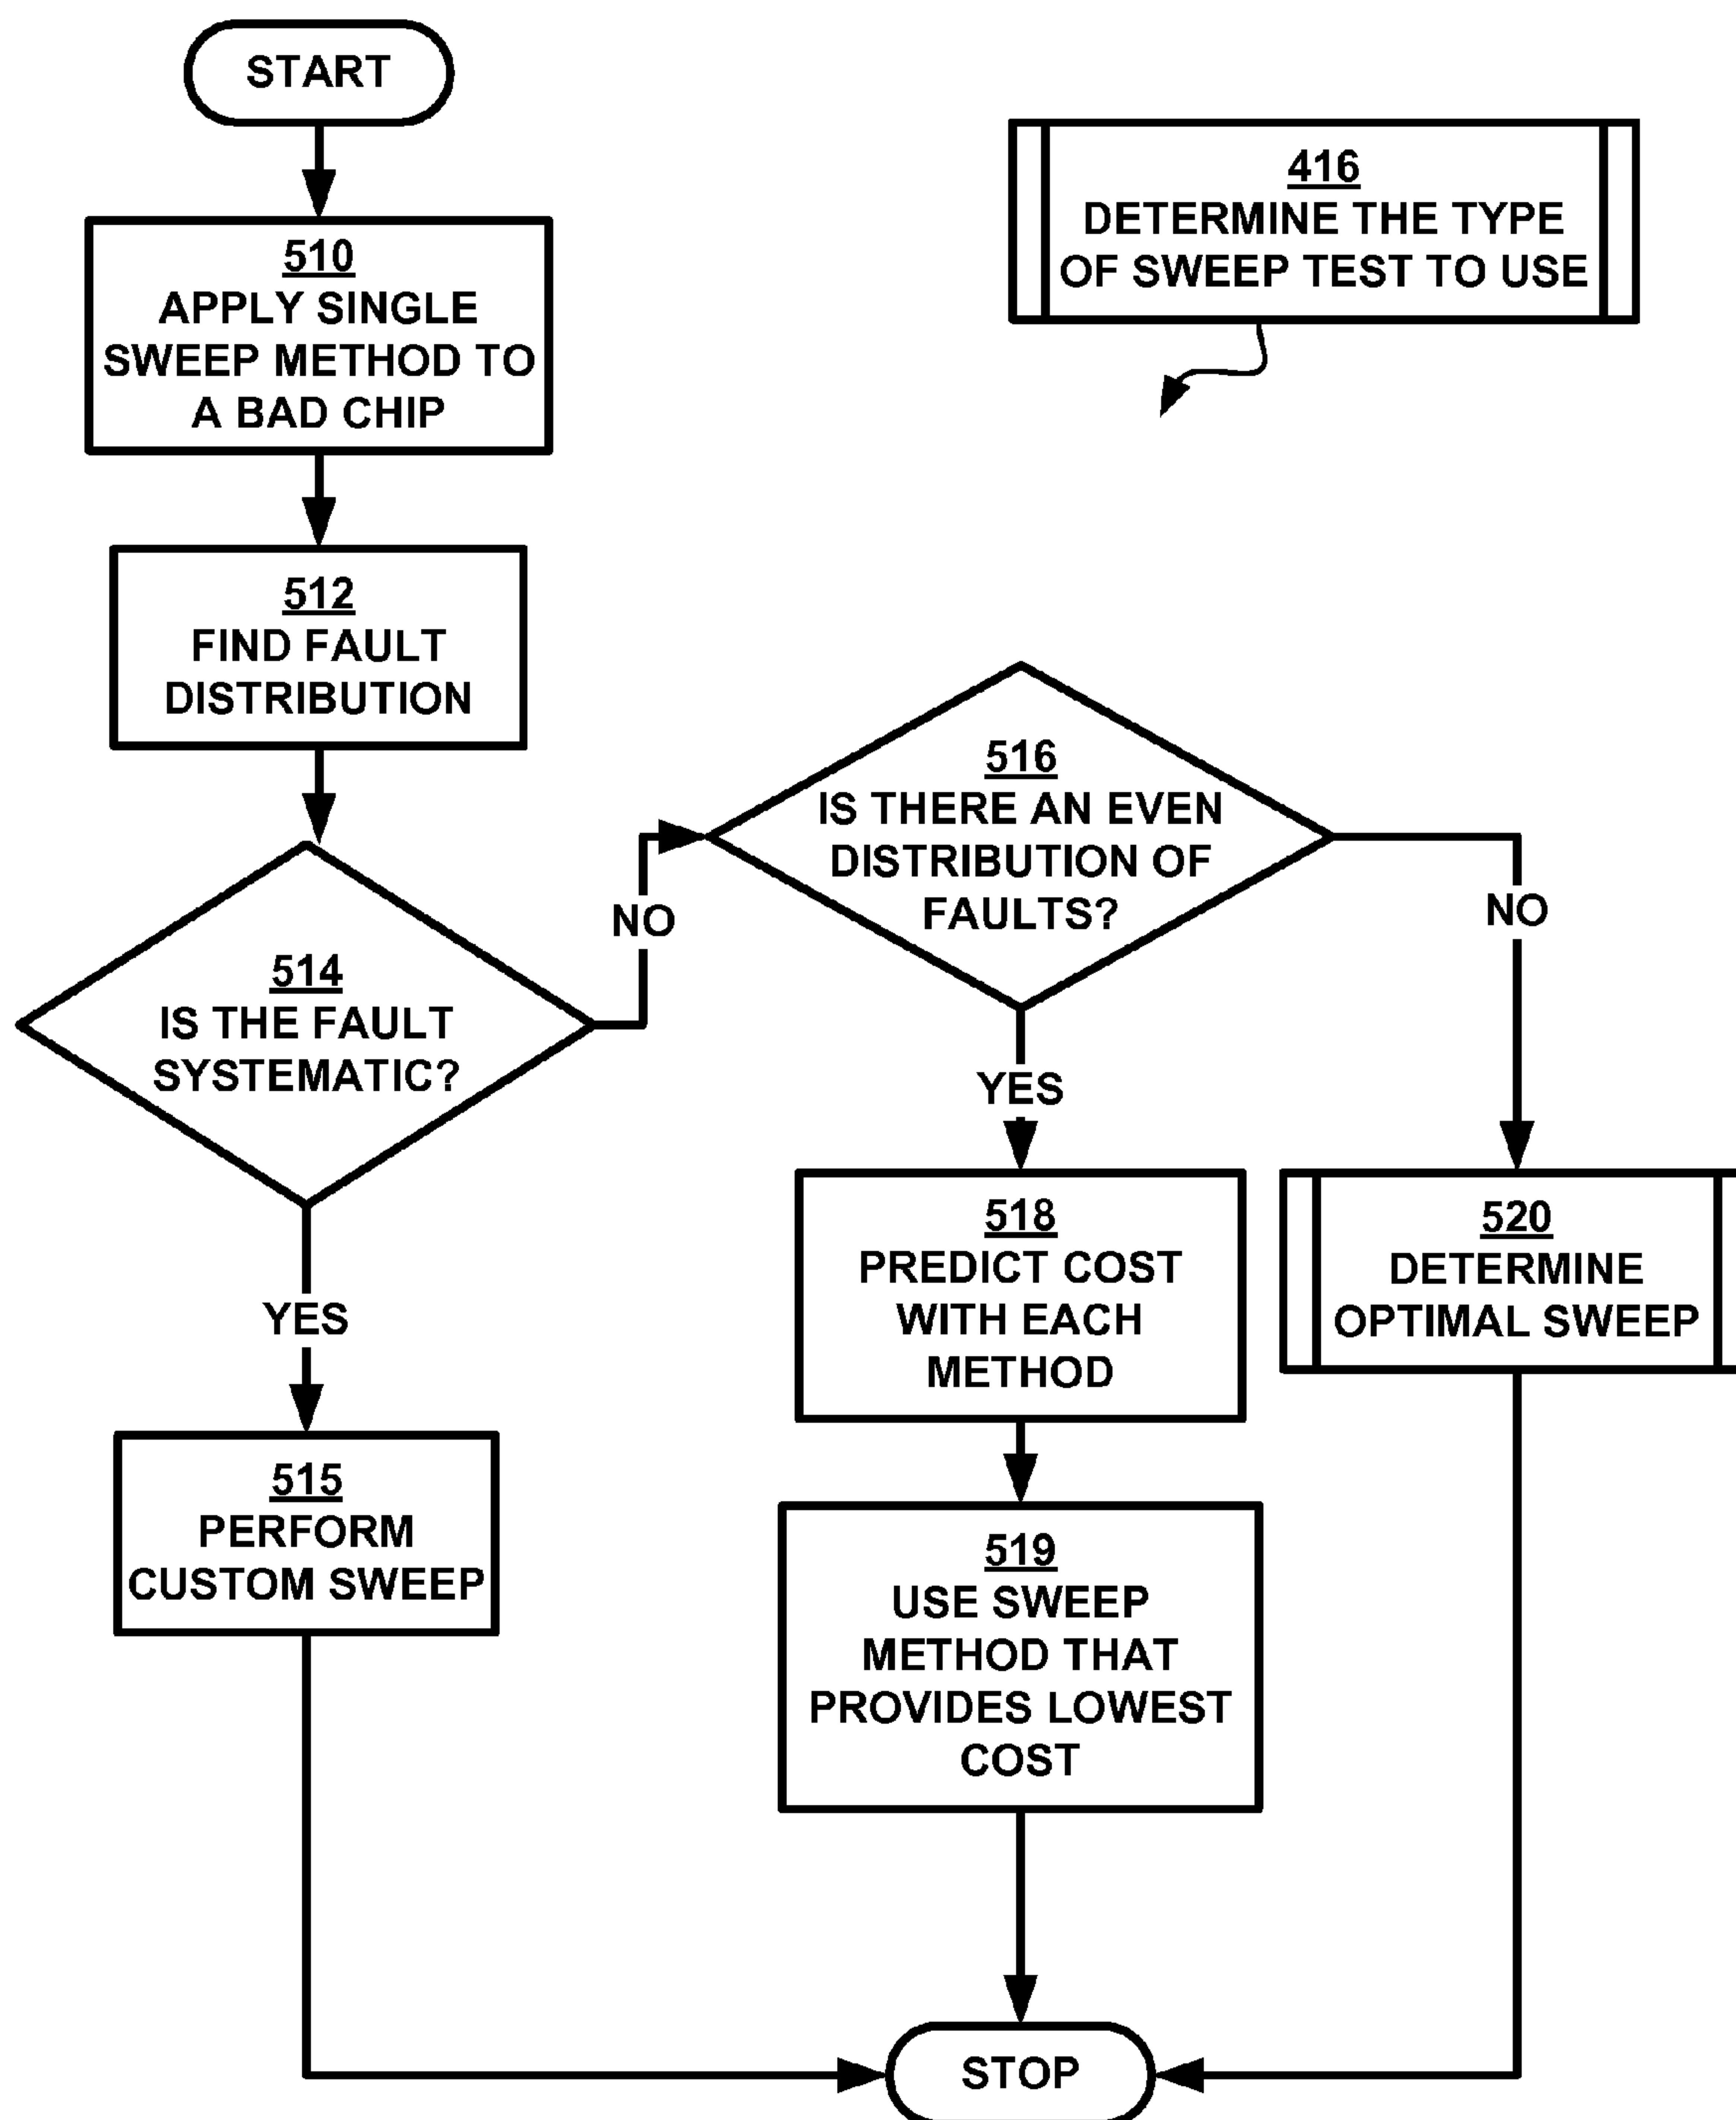 START
416
DETERMINE THE TYPE
OF SWEEP TEST TO USE
510
APPLY SINGLE
SWEEP METHOD TO
A BAD CHIP
512
FIND FAULT
DISTRIBUTION
514
IS THE FAULT
SYSTEMATIC?
NO
516
IS THERE AN EVEN
DISTRIBUTION OF
FAULTS?
NO
YES
YES
515
PERFORM
CUSTOM SWEEP
518
PREDICT COST
WITH EACH
METHOD
520
DETERMINE
OPTIMAL SWEEP
519
USE SWEEP
METHOD THAT
PROVIDES LOWEST
COST
STOP